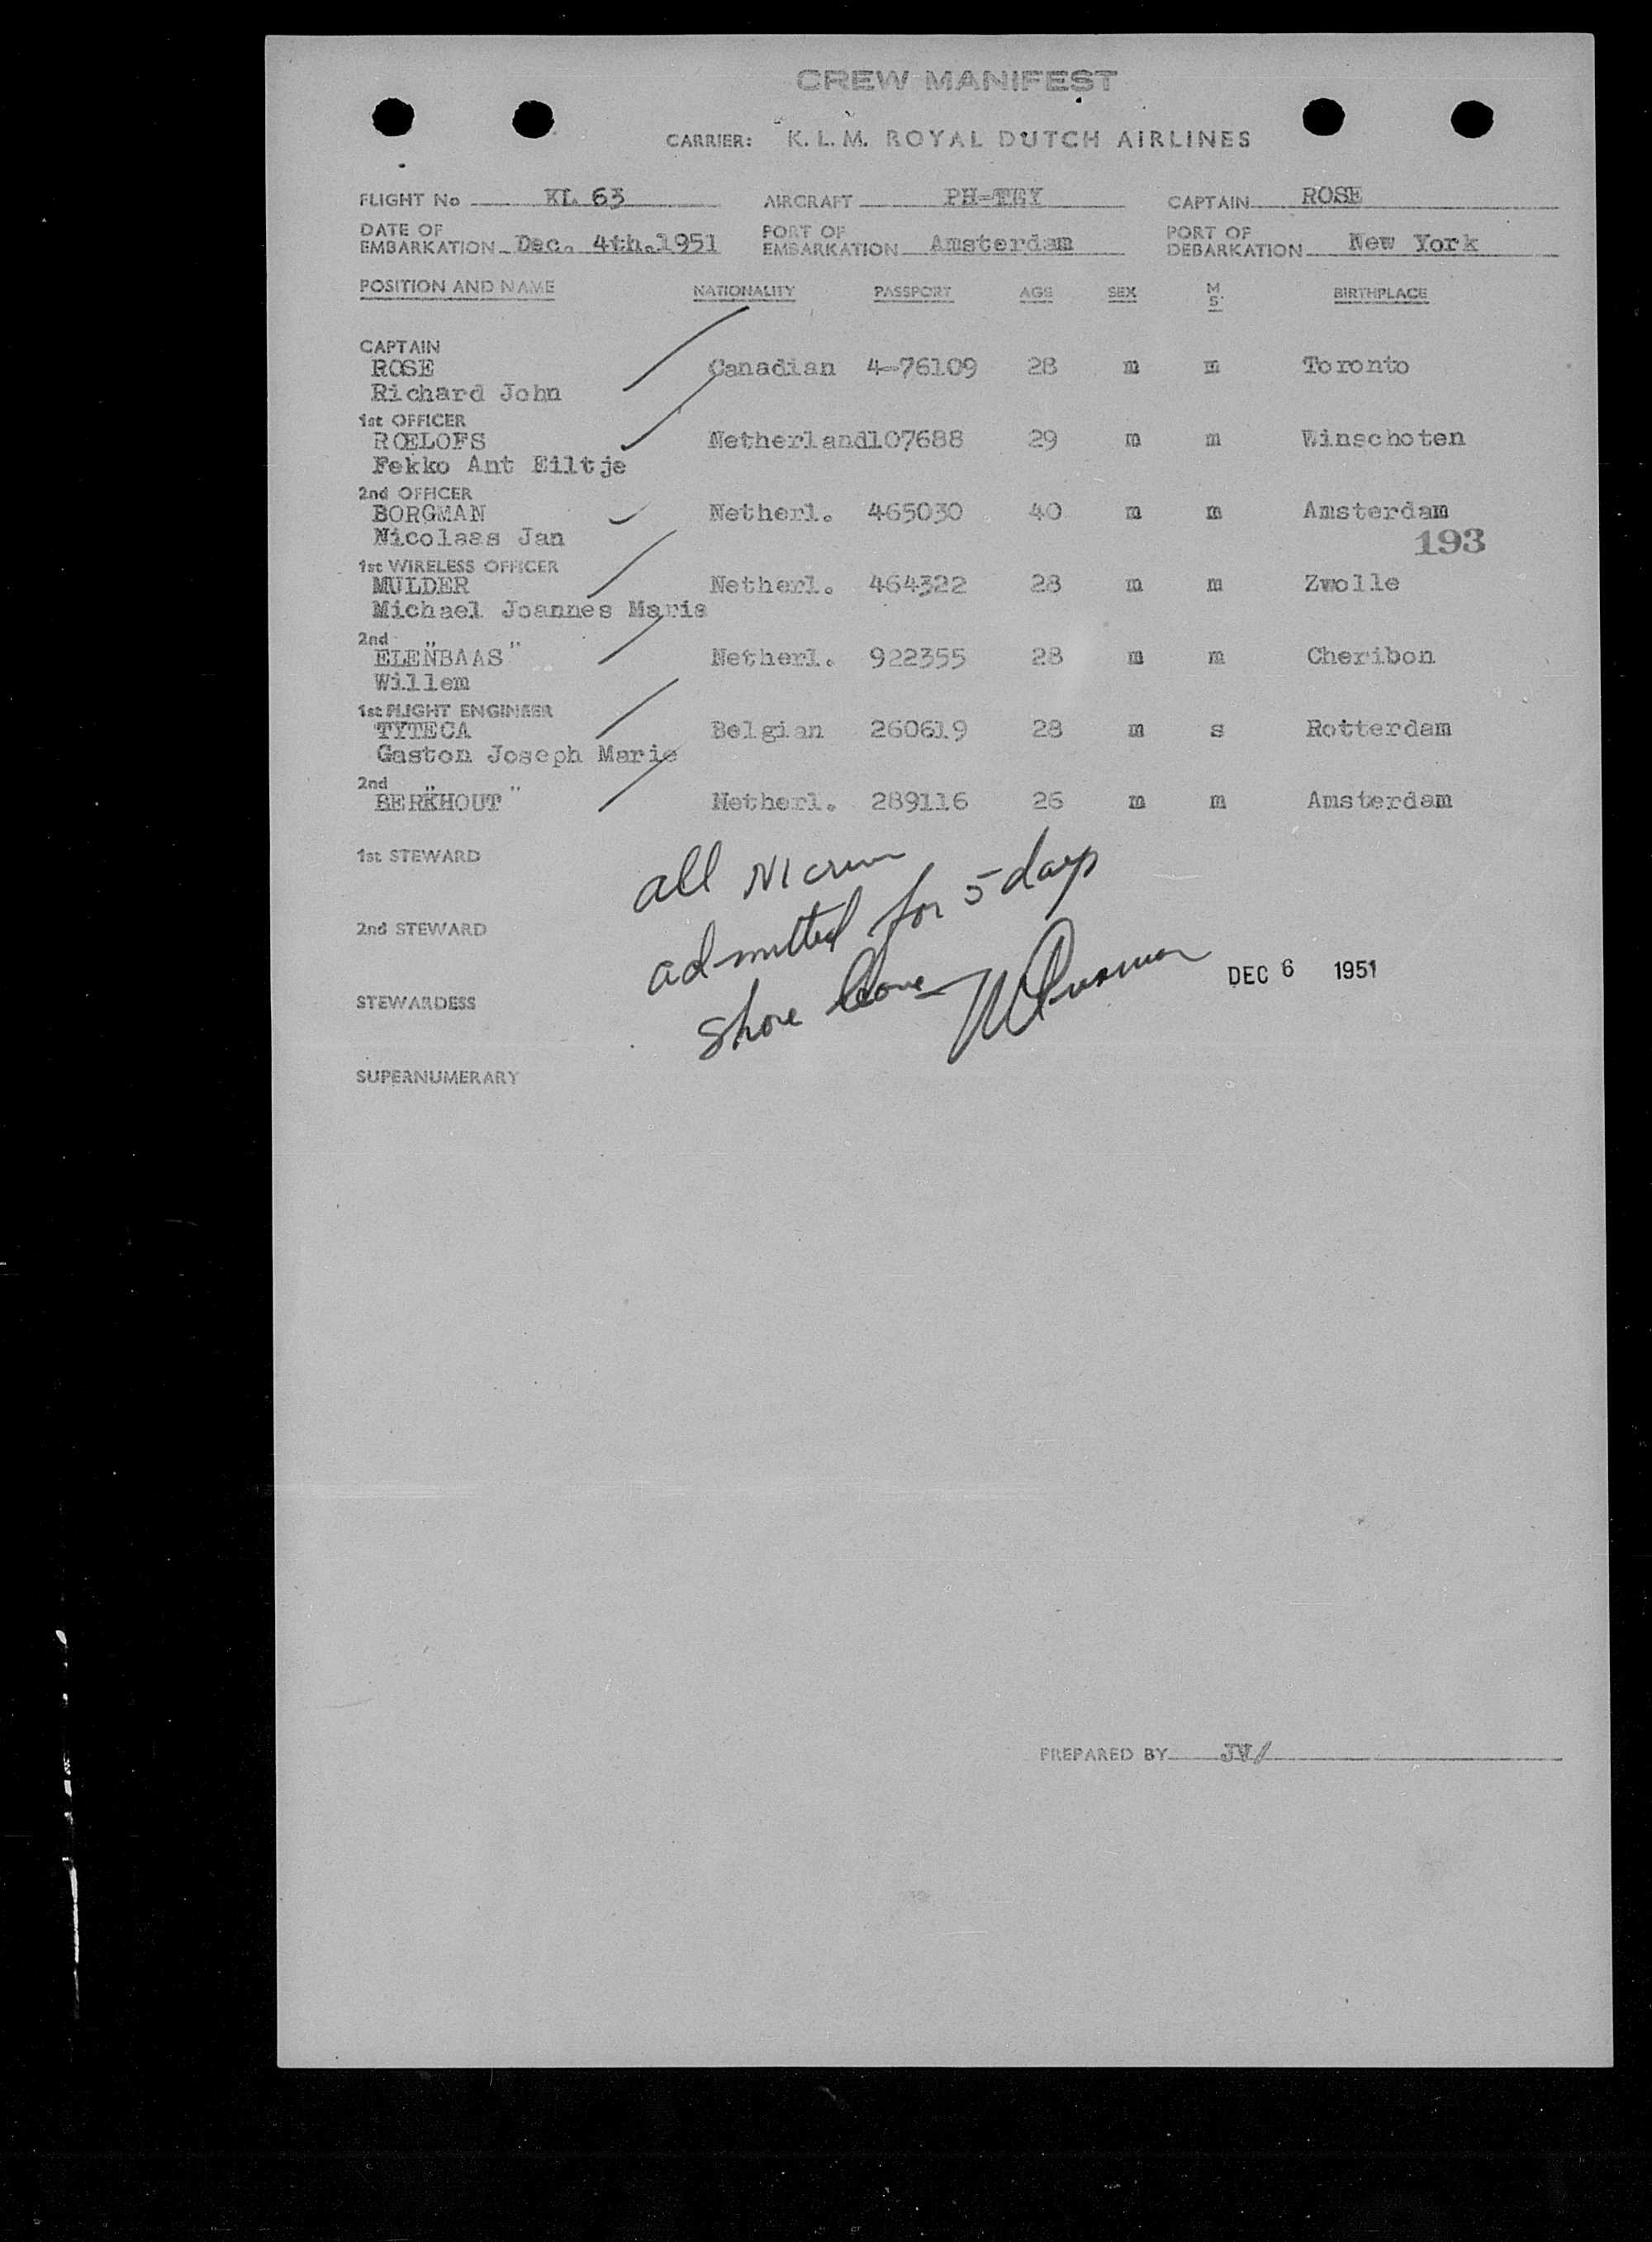 CREW MANIFEST
CARRIER: K. L. M. ROYAL DUTCH AIRLINES
FLIGHT No KL 63 AIRCRAFT PH-TEY CAPTAIN ROSE
DATE OF EMBARKATION Dec. 4th.1951 PORT OF EMBARKATION Amsterdam PORT OF DEBARKATION New York
POSITION AND NAME NATIONALITY PASSPORT AGE SEX M S. BIRTHPLACE
CAPTAIN
ROSE Canadian 4-76109 28 m m Toronto
Richard John
1st OFFICER
ROELOFS Netherland107688 29 m m Winschoten
Fekko Ant Eiltje
2nd OFFICER
BORGMAN Netherl. 465030 40 m m Amsterdam
Nicolaas Jan 193
1st WIRELESS OFFICER
MULDER Netherl. 464322 28 m m Zwolle
Michael Joannes Maria
2nd " "
ELENBAAS Netherl. 922355 28 m m Cheribon
Willem
1st FLIGHT ENGINEER
TYTECA Belgian 260619 28 m s Rotterdam
Gaston Joseph Marie
2nd " "
BERKHOUT Netherl. 289116 26 m m Amsterdam
1st STEWARD
all NI crew
2nd STEWARD
admitted for 5 days
STEWARDESS
shore leave
DEC 6 1951
SUPERNUMERARY
PREPARED BY JV/